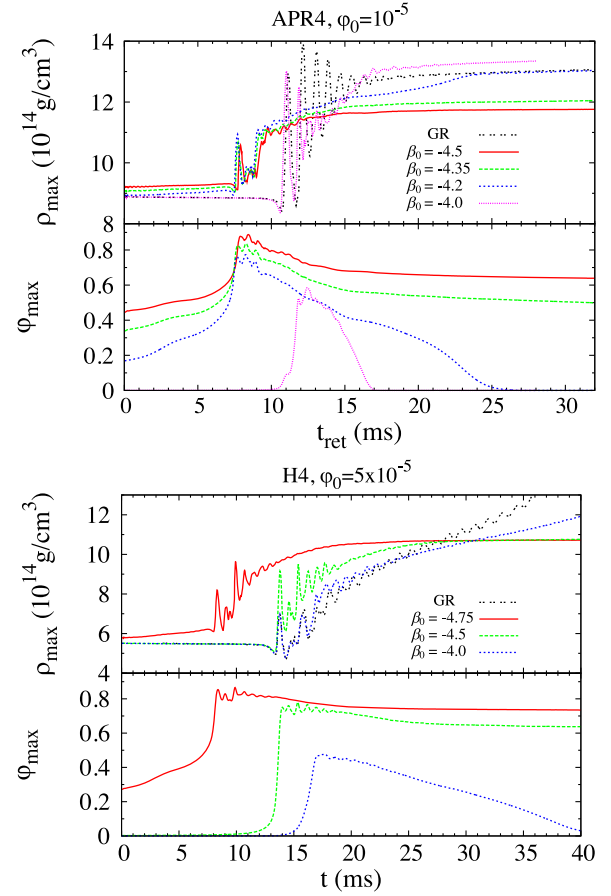 APR4, φ₀=10⁻⁵
ρmax (10¹⁴g/cm³)
14
12
10
8
GR
β₀ = -4.5
β₀ = -4.35
β₀ = -4.2
β₀ = -4.0
φmax
0.8
0.6
0.4
0.2
0
0 5 10 15 20 25 30
t_ret (ms)
H4, φ₀=5x10⁻⁵
ρmax (10¹⁴g/cm³)
12
10
8
6
4
GR
β₀ = -4.75
β₀ = -4.5
β₀ = -4.0
φmax
0.8
0.6
0.4
0.2
0
0 5 10 15 20 25 30 35 40
t (ms)